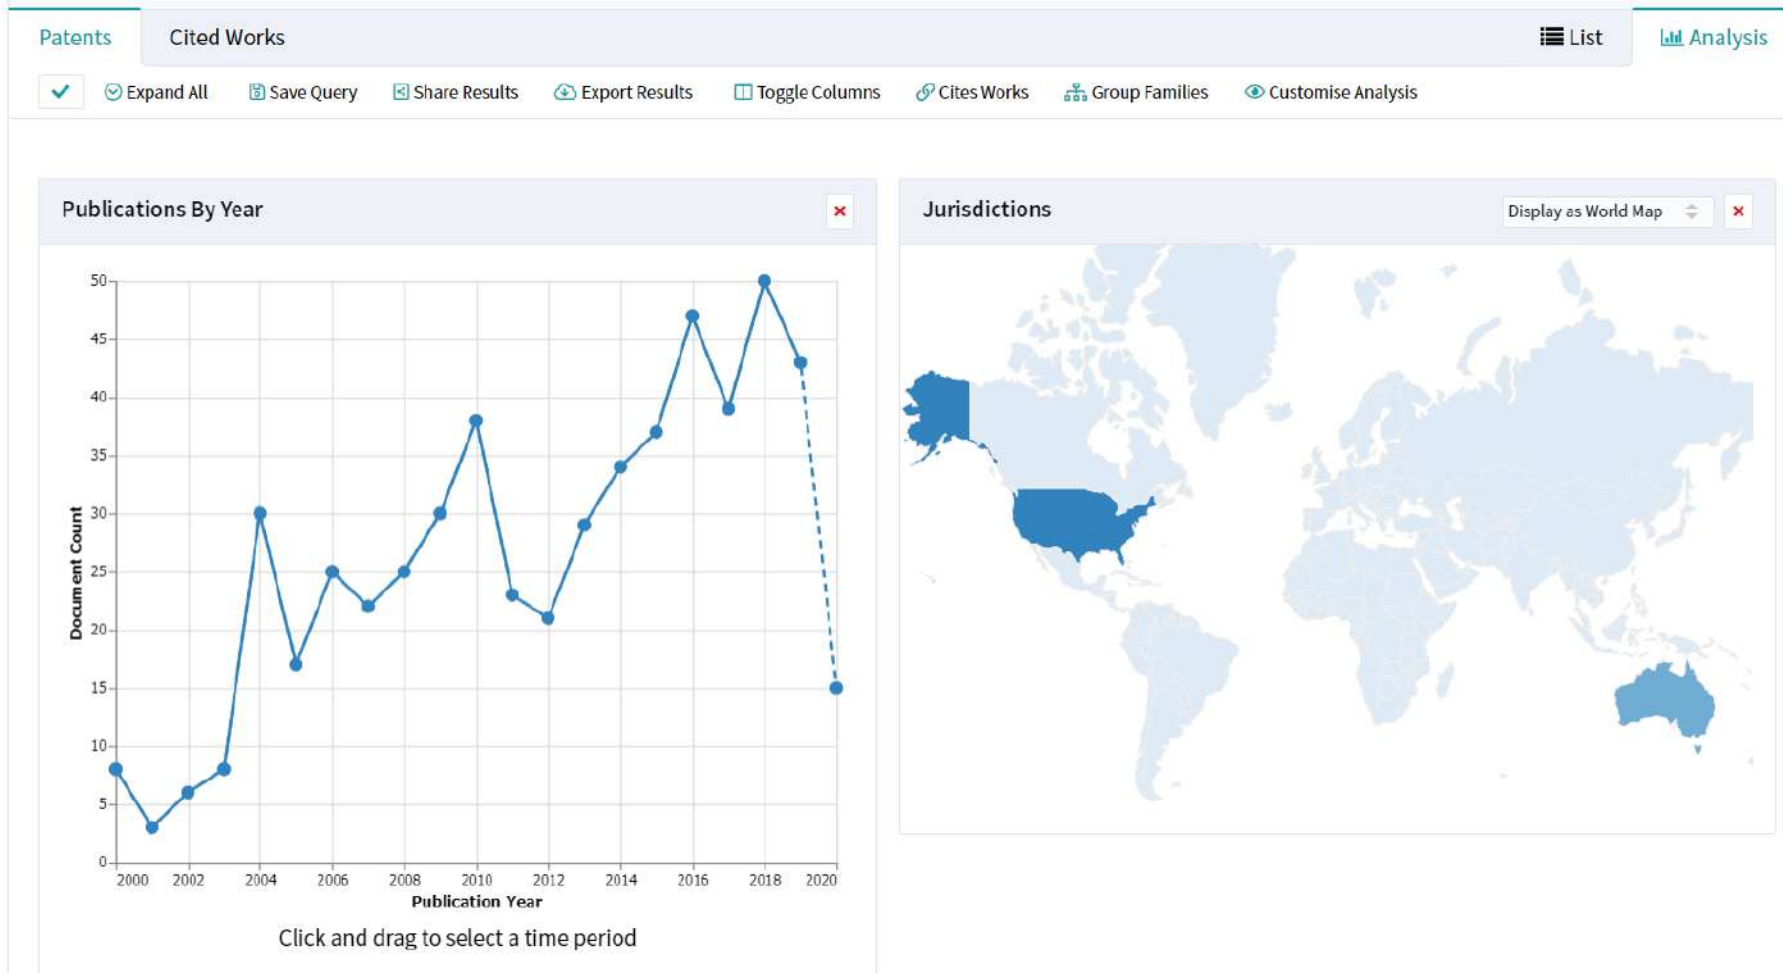 Patents Cited Works List Analysis
Expand All Save Query Share Results Export Results Toggle Columns Cites Works Group Families Customise Analysis
Publications By Year
50
45
40
35
30
25
20
15
10
5
0
Document Count
2000 2002 2004 2006 2008 2010 2012 2014 2016 2018 2020
Publication Year
Click and drag to select a time period
Jurisdictions Display as World Map